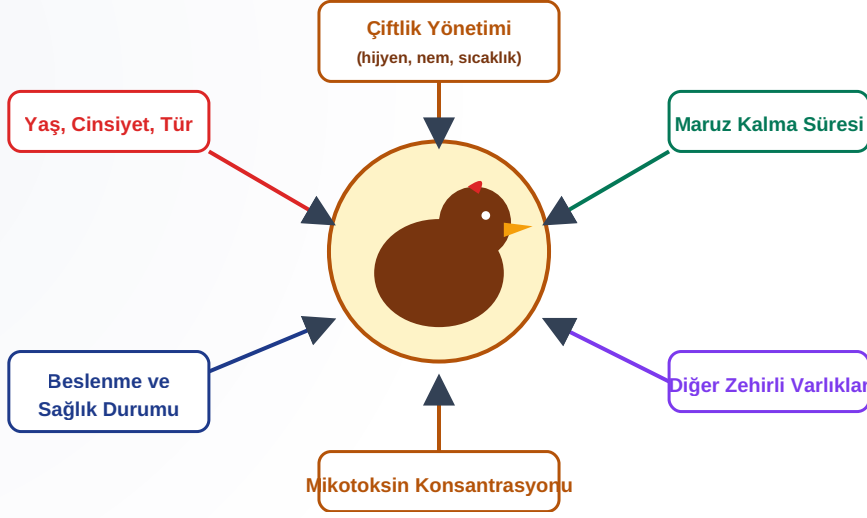 Çiftlik Yönetimi
(hijyen, nem, sıcaklık)
Yaş, Cinsiyet, Tür
Maruz Kalma Süresi
Beslenme ve
Sağlık Durumu
Diğer Zehirli Varlıklar
Mikotoksin Konsantrasyonu